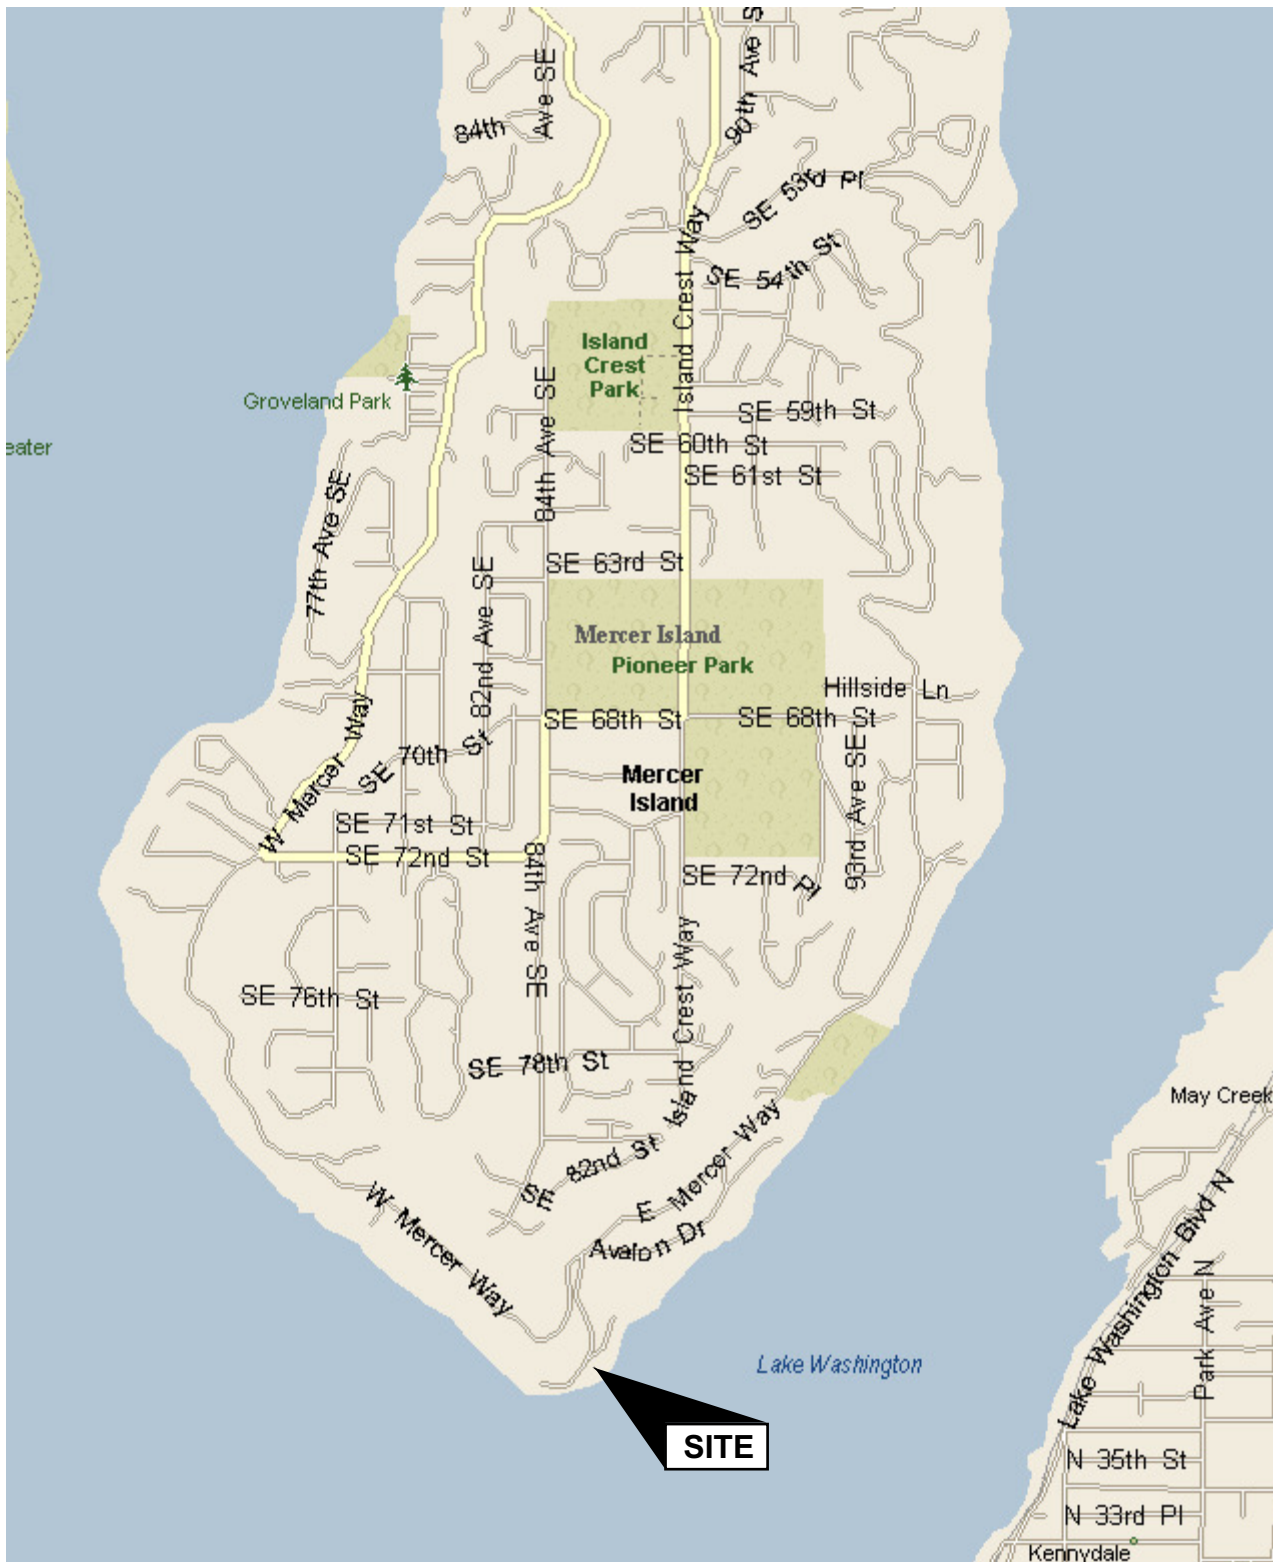 84th
Ave SE
90th Ave S
SE 53rd Pl
SE 54th St
Island Crest Way
Island
Crest
Park
Groveland Park
eater
84th Ave SE
SE 59th St
SE 60th St
SE 61st St
77th Ave SE
SE 63rd St
82nd Ave SE
Mercer Island
Pioneer Park
Hillside Ln
SE 68th St
SE 68th St
W Mercer Way
SE 70th St
Mercer
Island
93rd Ave SE
SE 71st St
SE 72nd St
84th Ave SE
SE 72nd Pl
Island Crest Way
SE 76th St
SE 78th St
May Creek
SE 82nd St
E Mercer Way
W Mercer Way
Avalon Dr
Lake Washington Blvd N
Park Ave N
Lake Washington
SITE
N 35th St
N 33rd Pl
Kennydale